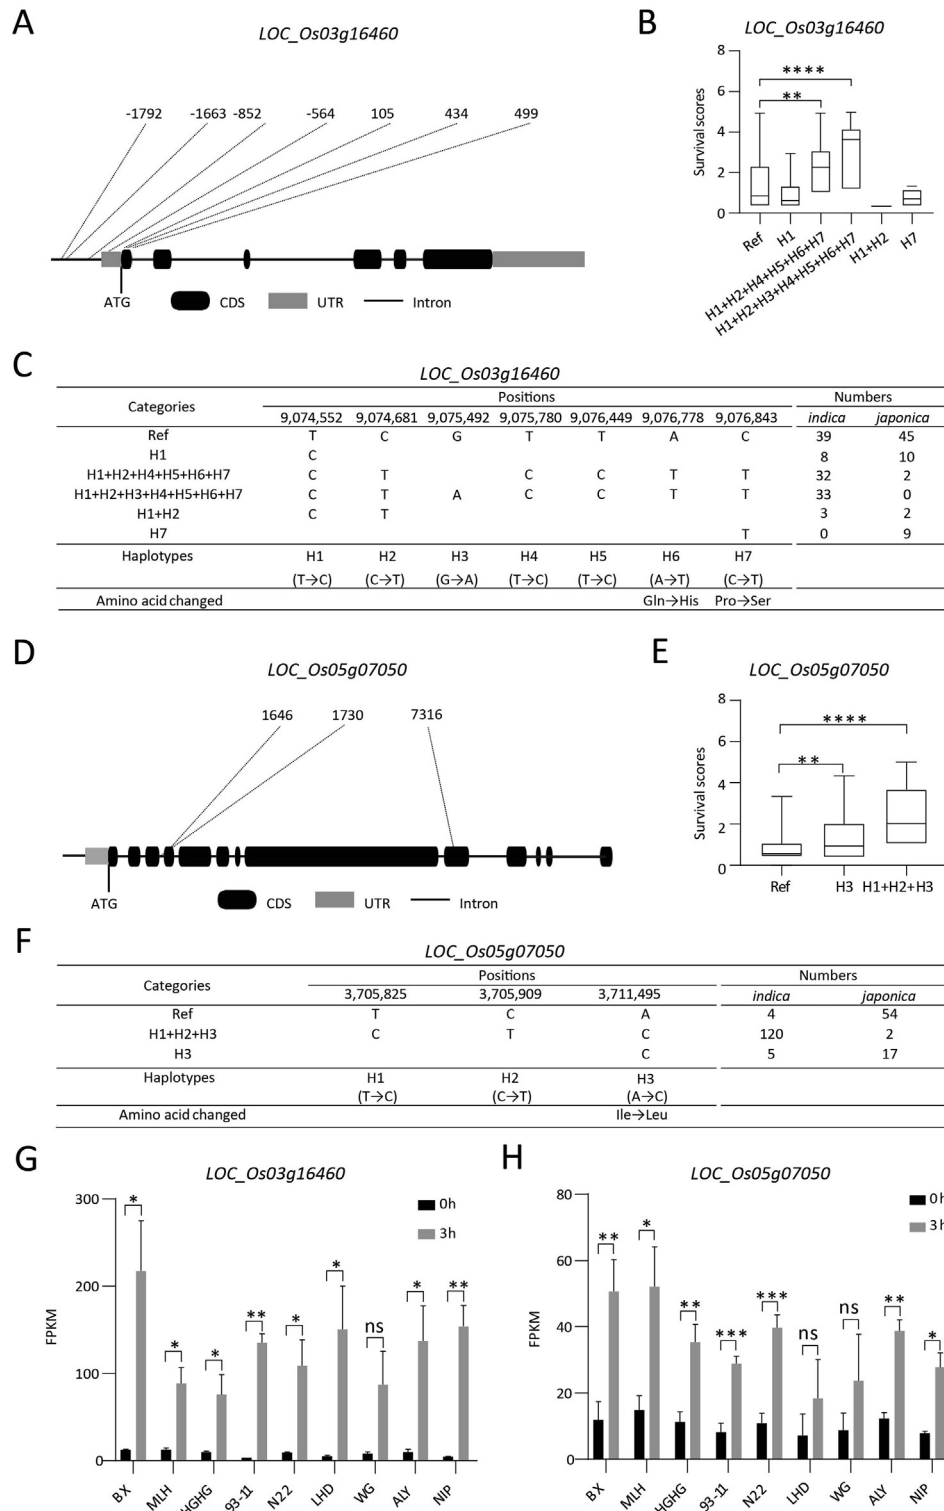 A
LOC_Os03g16460
-1792 -1663 -852 -564 105 434 499
ATG
CDS UTR Intron
B
LOC_Os03g16460
Survival scores
8
6
4
2
0
****
**
Ref H1 H1+H2+H4+H5+H6+H7 H1+H2+H3+H4+H5+H6+H7 H1+H2 H7
C
LOC_Os03g16460
Categories Positions Numbers
9,074,552 9,074,681 9,075,492 9,075,780 9,076,449 9,076,778 9,076,843 indica japonica
Ref T C G T T A C 39 45
H1 C 8 10
H1+H2+H4+H5+H6+H7 C T C C T T 32 2
H1+H2+H3+H4+H5+H6+H7 C T A C C T T 33 0
H1+H2 C T 3 2
H7 T 0 9
Haplotypes H1 H2 H3 H4 H5 H6 H7
(T→C) (C→T) (G→A) (T→C) (T→C) (A→T) (C→T)
Amino acid changed Gln→His Pro→Ser
D
LOC_Os05g07050
1646 1730 7316
ATG
CDS UTR Intron
E
LOC_Os05g07050
Survival scores
8
6
4
2
0
****
**
Ref H3 H1+H2+H3
F
LOC_Os05g07050
Categories Positions Numbers
3,705,825 3,705,909 3,711,495 indica japonica
Ref T C A 4 54
H1+H2+H3 C T C 120 2
H3 C 5 17
Haplotypes H1 H2 H3
(T→C) (C→T) (A→C)
Amino acid changed Ile→Leu
G
LOC_Os03g16460
FPKM
300
200
100
0
0h
3h
* * * ** * * ns * **
BX MLH HGHG 93-11 N22 LHD WG ALY NIP
H
LOC_Os05g07050
FPKM
80
60
40
20
0
0h
3h
** * ** *** *** ns ns ** *
BX MLH HGHG 93-11 N22 LHD WG ALY NIP